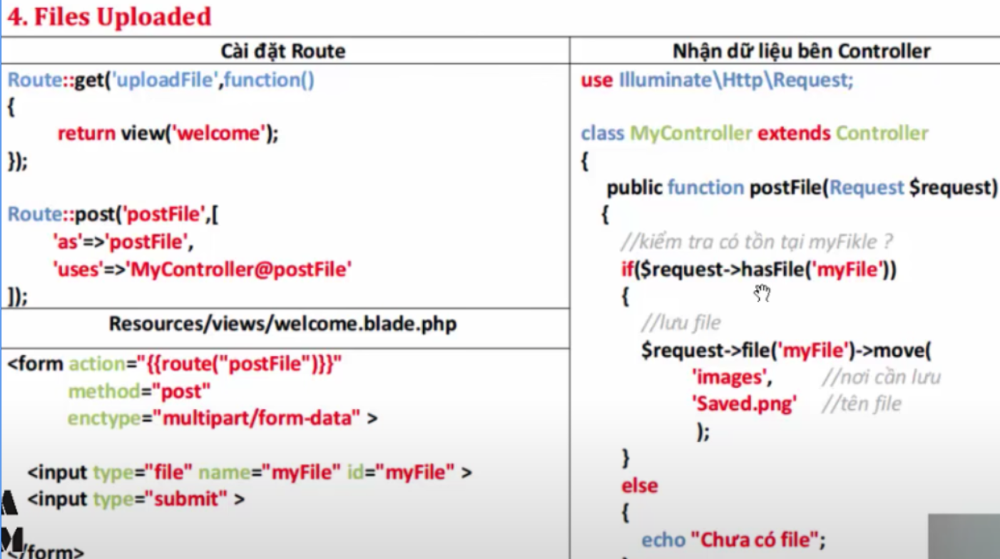 4. Files Uploaded
Cài đặt Route
Route::get('uploadFile',function()
{
return view('welcome');
});
Route::post('postFile',[
'as'=>'postFile',
'uses'=>'MyController@postFile'
]);
Resources/views/welcome.blade.php
<form action="{{route("postFile")}}"
method="post"
enctype="multipart/form-data" >
<input type="file" name="myFile" id="myFile" >
<input type="submit" >
</form>
A
M
Nhận dữ liệu bên Controller
use Illuminate\Http\Request;
class MyController extends Controller
{
public function postFile(Request $request)
{
//kiểm tra có tồn tại myFikle ?
if($request->hasFile('myFile'))
{
//lưu file
$request->file('myFile')->move(
'images', //nơi cần lưu
'Saved.png' //tên file
);
}
else
{
echo "Chưa có file";